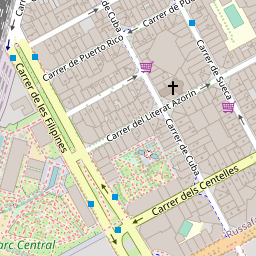 Carrer de Cuba
Carrer de Puerto Rico
Carrer de Sueca
Carrer de les Filipines
Carrer del Literat Azorín
Carrer de Cuba
Carrer dels Centelles
Russafa
arc Central